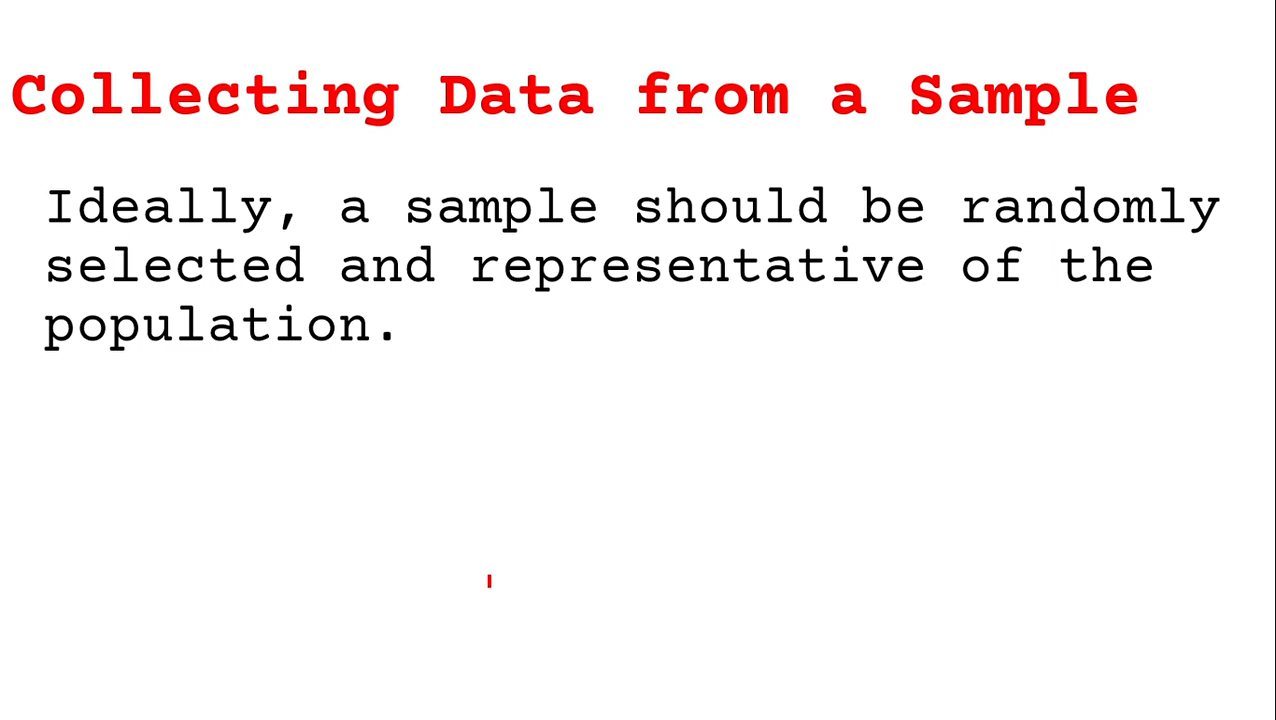 Collecting Data from a Sample
Ideally, a sample should be randomly
selected and representative of the
population.